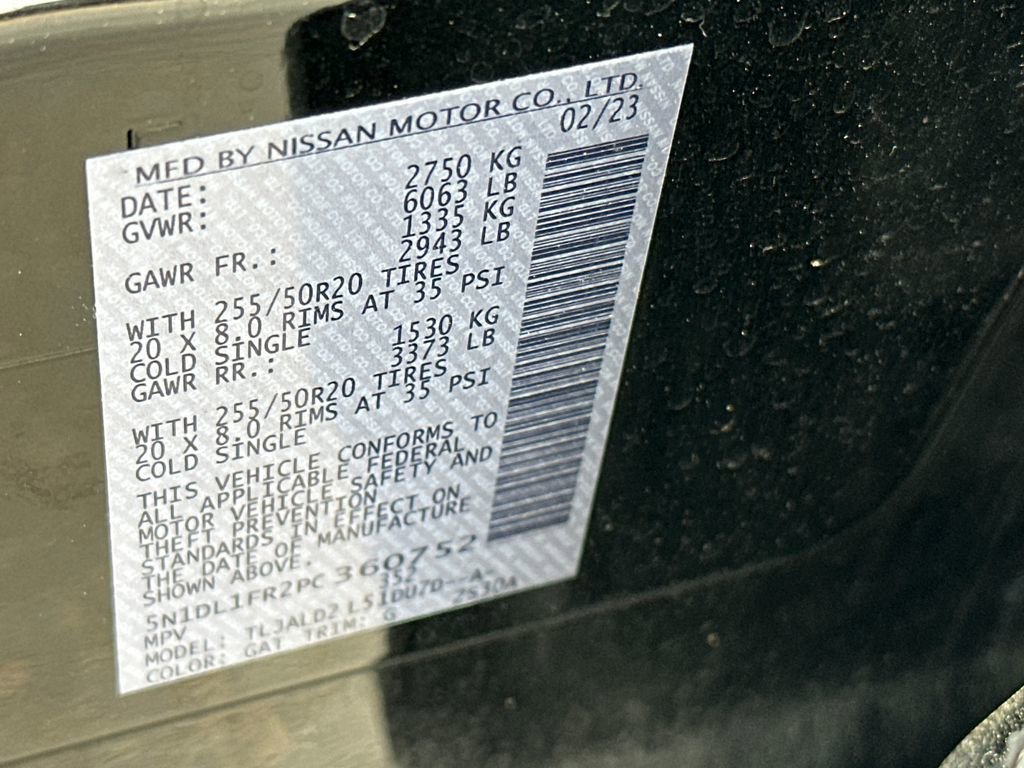 MFD BY NISSAN MOTOR CO., LTD.
DATE: 02/23
GVWR: 2750 KG
6063 LB
GAWR FR.: 1335 KG
2943 LB
WITH 255/50R20 TIRES
20 X 8.0 RIMS AT 35 PSI
COLD SINGLE
GAWR RR.: 1530 KG
3373 LB
WITH 255/50R20 TIRES
20 X 8.0 RIMS AT 35 PSI
COLD SINGLE
THIS VEHICLE CONFORMS TO
ALL APPLICABLE FEDERAL
MOTOR VEHICLE SAFETY AND
THEFT PREVENTION
STANDARDS IN EFFECT ON
THE DATE OF MANUFACTURE
SHOWN ABOVE.
5N1DL1FR2PC360752
MPV
MODEL:
COLOR: GAT TRIM: G